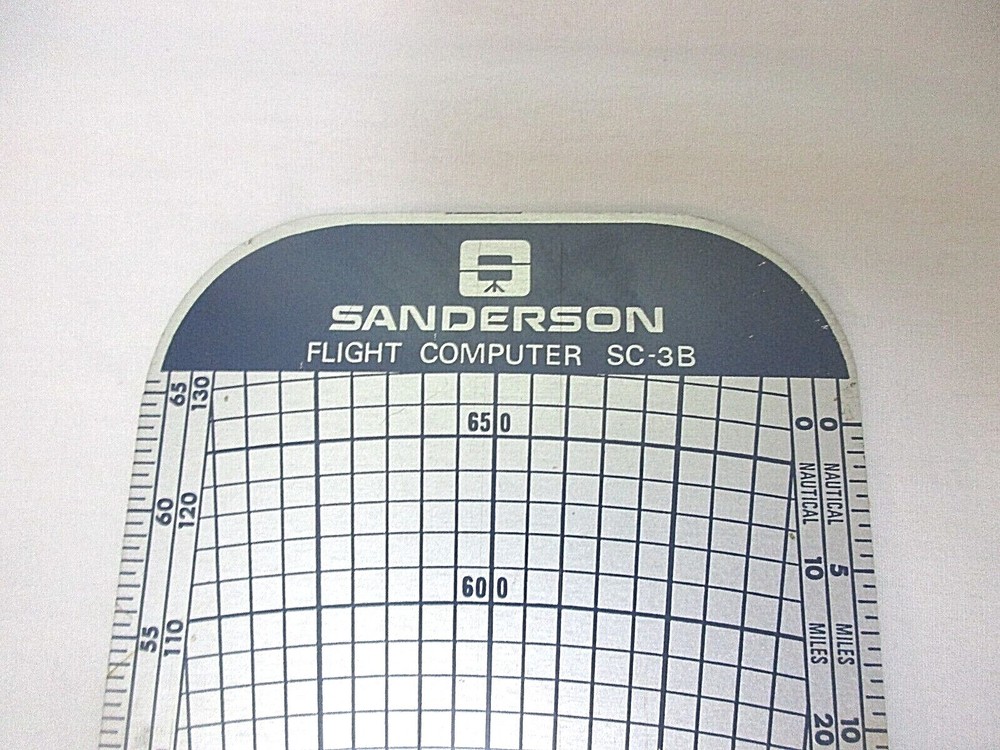 SANDERSON
FLIGHT COMPUTER SC-3B
65 130
650
0 0
NAUTICAL NAUTICAL
60 120
600
10 5
55 110
MILES MILES
20 10